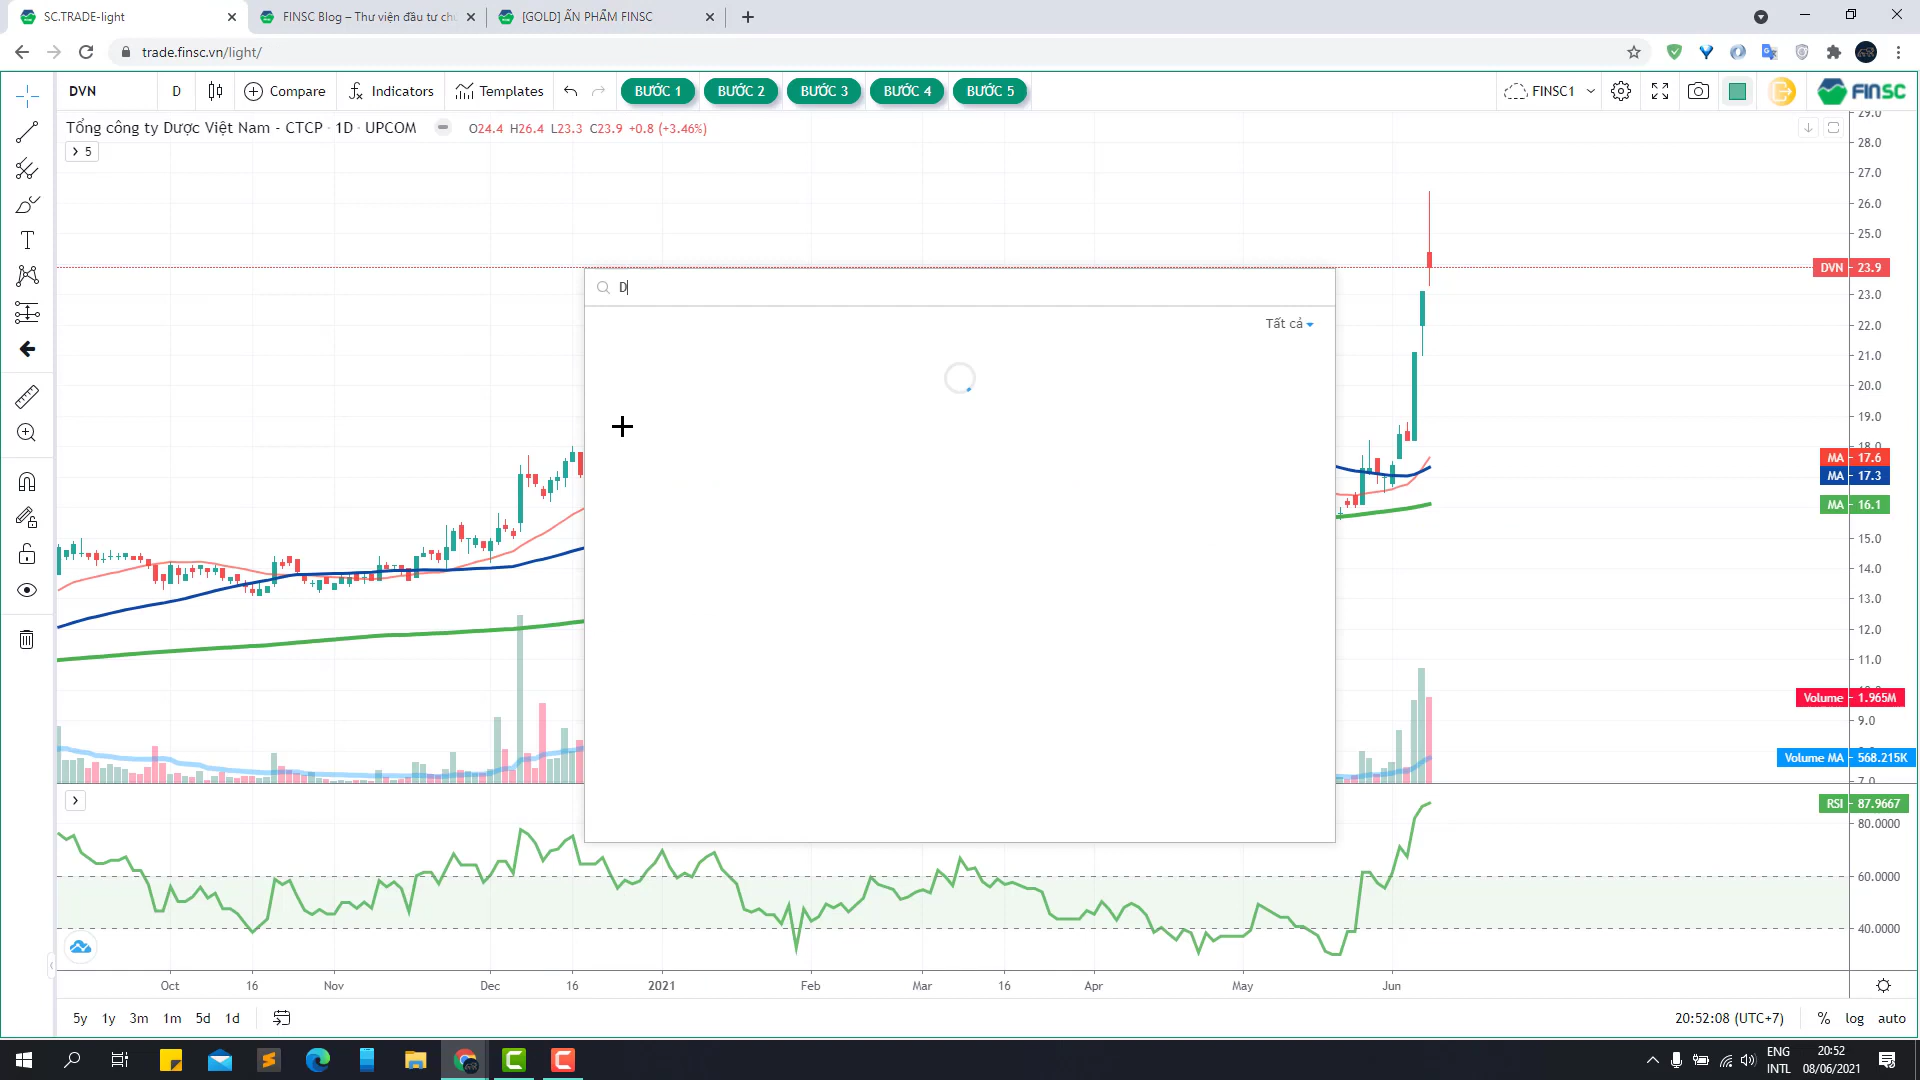 SC.TRADE-light
FINSC Blog – Thư viện đầu tư chứ
[GOLD] ẤN PHẨM FINSC
trade.finsc.vn/light/
DVN D Compare Indicators Templates BƯỚC 1 BƯỚC 2 BƯỚC 3 BƯỚC 4 BƯỚC 5 FINSC1 FINSC
Tổng công ty Dược Việt Nam - CTCP · 1D · UPCOM O24.4 H26.4 L23.3 C23.9 +0.8 (+3.46%)
5
D
Tất cả
29.0
28.0
27.0
26.0
25.0
DVN 23.9
23.0
22.0
21.0
20.0
19.0
18.0
MA 17.6
MA 17.3
MA 16.1
15.0
14.0
13.0
12.0
11.0
Volume 1.965M
9.0
Volume MA 568.215K
7.0
RSI 87.9667
80.0000
60.0000
40.0000
Oct 16 Nov Dec 16 2021 Feb Mar 16 Apr May Jun
5y 1y 3m 1m 5d 1d 20:52:08 (UTC+7) % log auto
ENG
INTL
20:52
08/06/2021